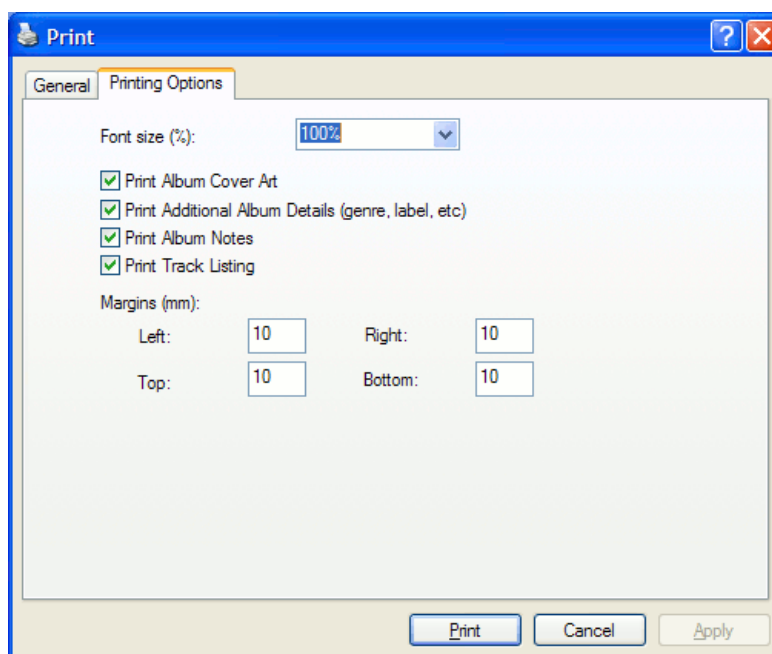 Print
General Printing Options
Font size (%): 100%
Print Album Cover Art
Print Additional Album Details (genre, label, etc)
Print Album Notes
Print Track Listing
Margins (mm):
Left: 10 Right: 10
Top: 10 Bottom: 10
Print Cancel Apply